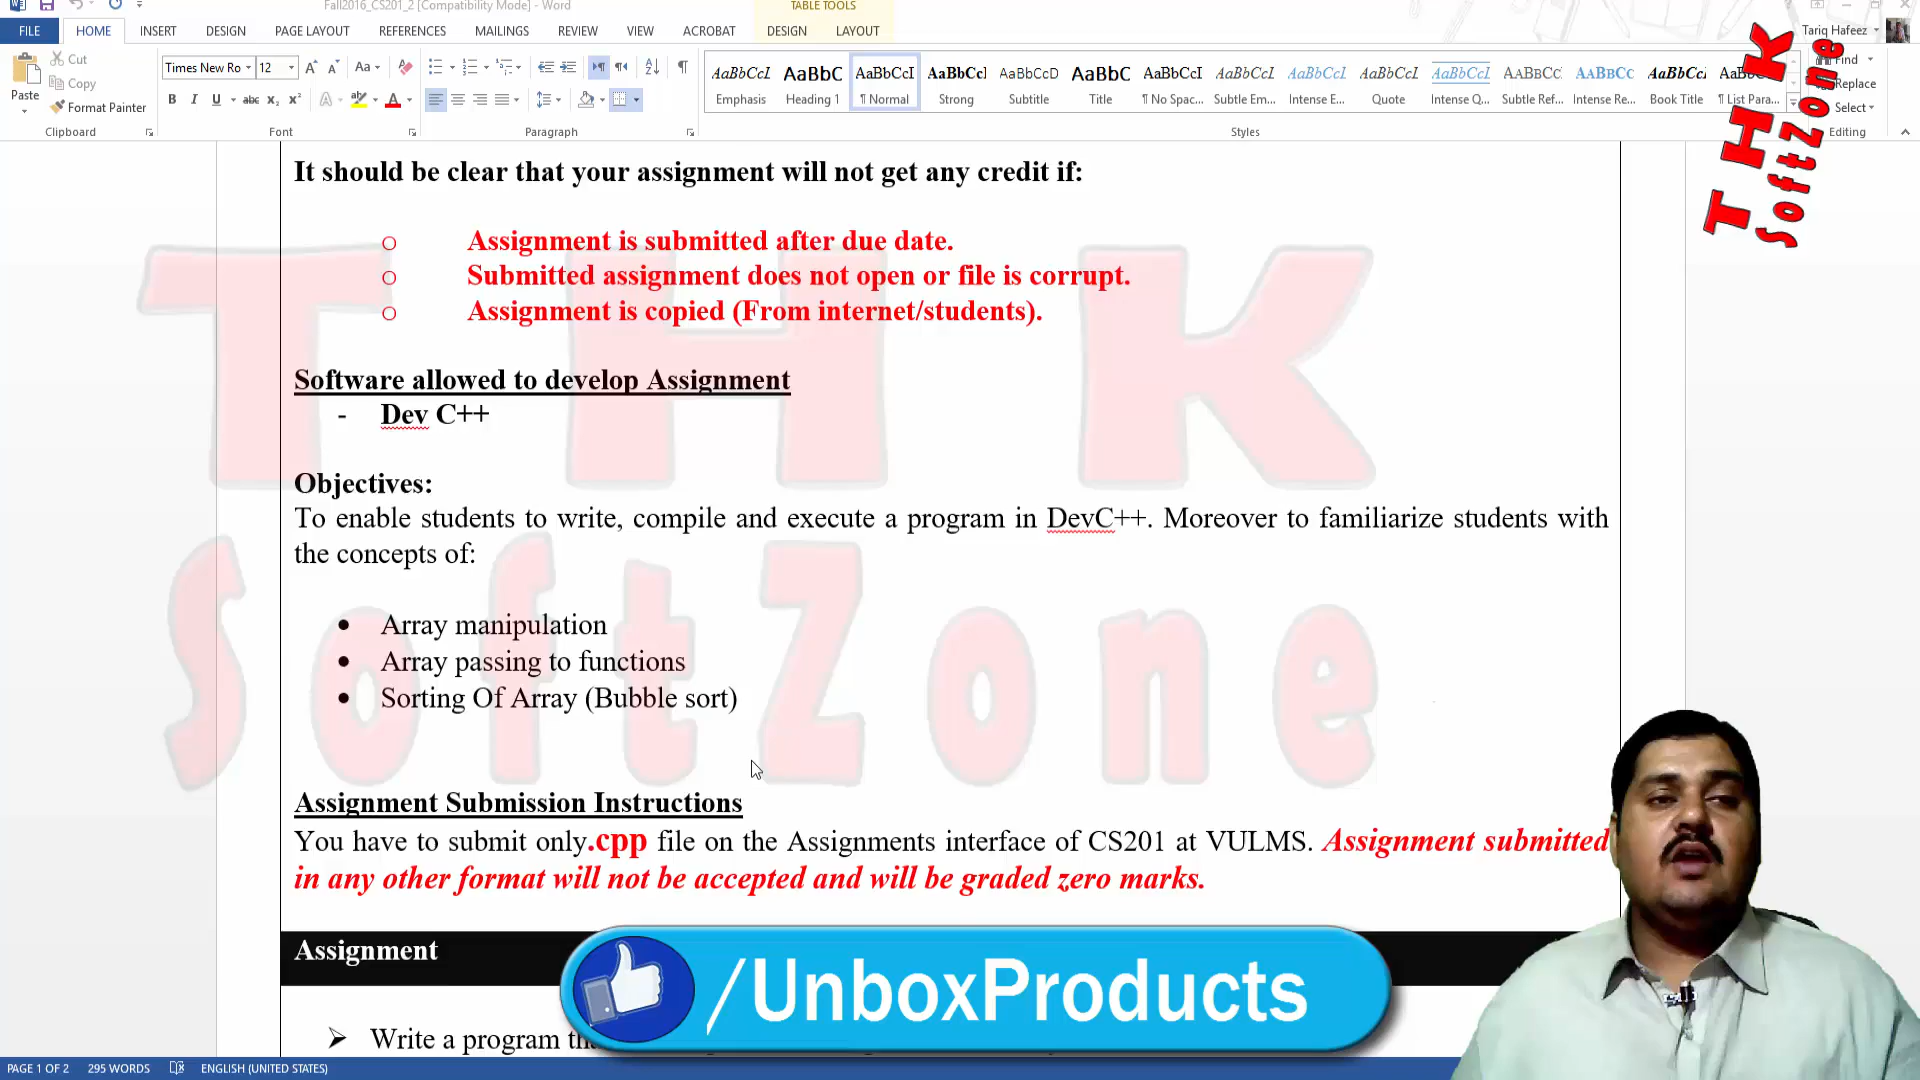 Fall2016_CS201_2 [Compatibility Mode] - Word
TABLE TOOLS
FILE HOME INSERT DESIGN PAGE LAYOUT REFERENCES MAILINGS REVIEW VIEW ACROBAT DESIGN LAYOUT Tariq Hafeez
Paste
Cut
Copy
Format Painter
Clipboard
Times New Ro 12
Font
Paragraph
AaBbCcI Emphasis
AaBbC Heading 1
AaBbCcI ¶ Normal
AaBbCcI Strong
AaBbCcD Subtitle
AaBbC Title
AaBbCcI ¶ No Spac...
AaBbCcI Subtle Em...
AaBbCcI Intense E...
AaBbCcI Quote
AaBbCcI Intense Q...
AaBbCc Subtle Ref...
AaBbCc Intense Re...
AaBbCcI Book Title
¶ List Para...
Styles
Find
Replace
Select
Editing
THK
SoftZone
It should be clear that your assignment will not get any credit if:
o Assignment is submitted after due date.
o Submitted assignment does not open or file is corrupt.
o Assignment is copied (From internet/students).
Software allowed to develop Assignment
- Dev C++
Objectives:
To enable students to write, compile and execute a program in DevC++. Moreover to familiarize students with
the concepts of:
• Array manipulation
• Array passing to functions
• Sorting Of Array (Bubble sort)
Assignment Submission Instructions
You have to submit only.cpp file on the Assignments interface of CS201 at VULMS. Assignment submitted
in any other format will not be accepted and will be graded zero marks.
Assignment
/UnboxProducts
Write a program
THK
SoftZone
PAGE 1 OF 2 295 WORDS ENGLISH (UNITED STATES)